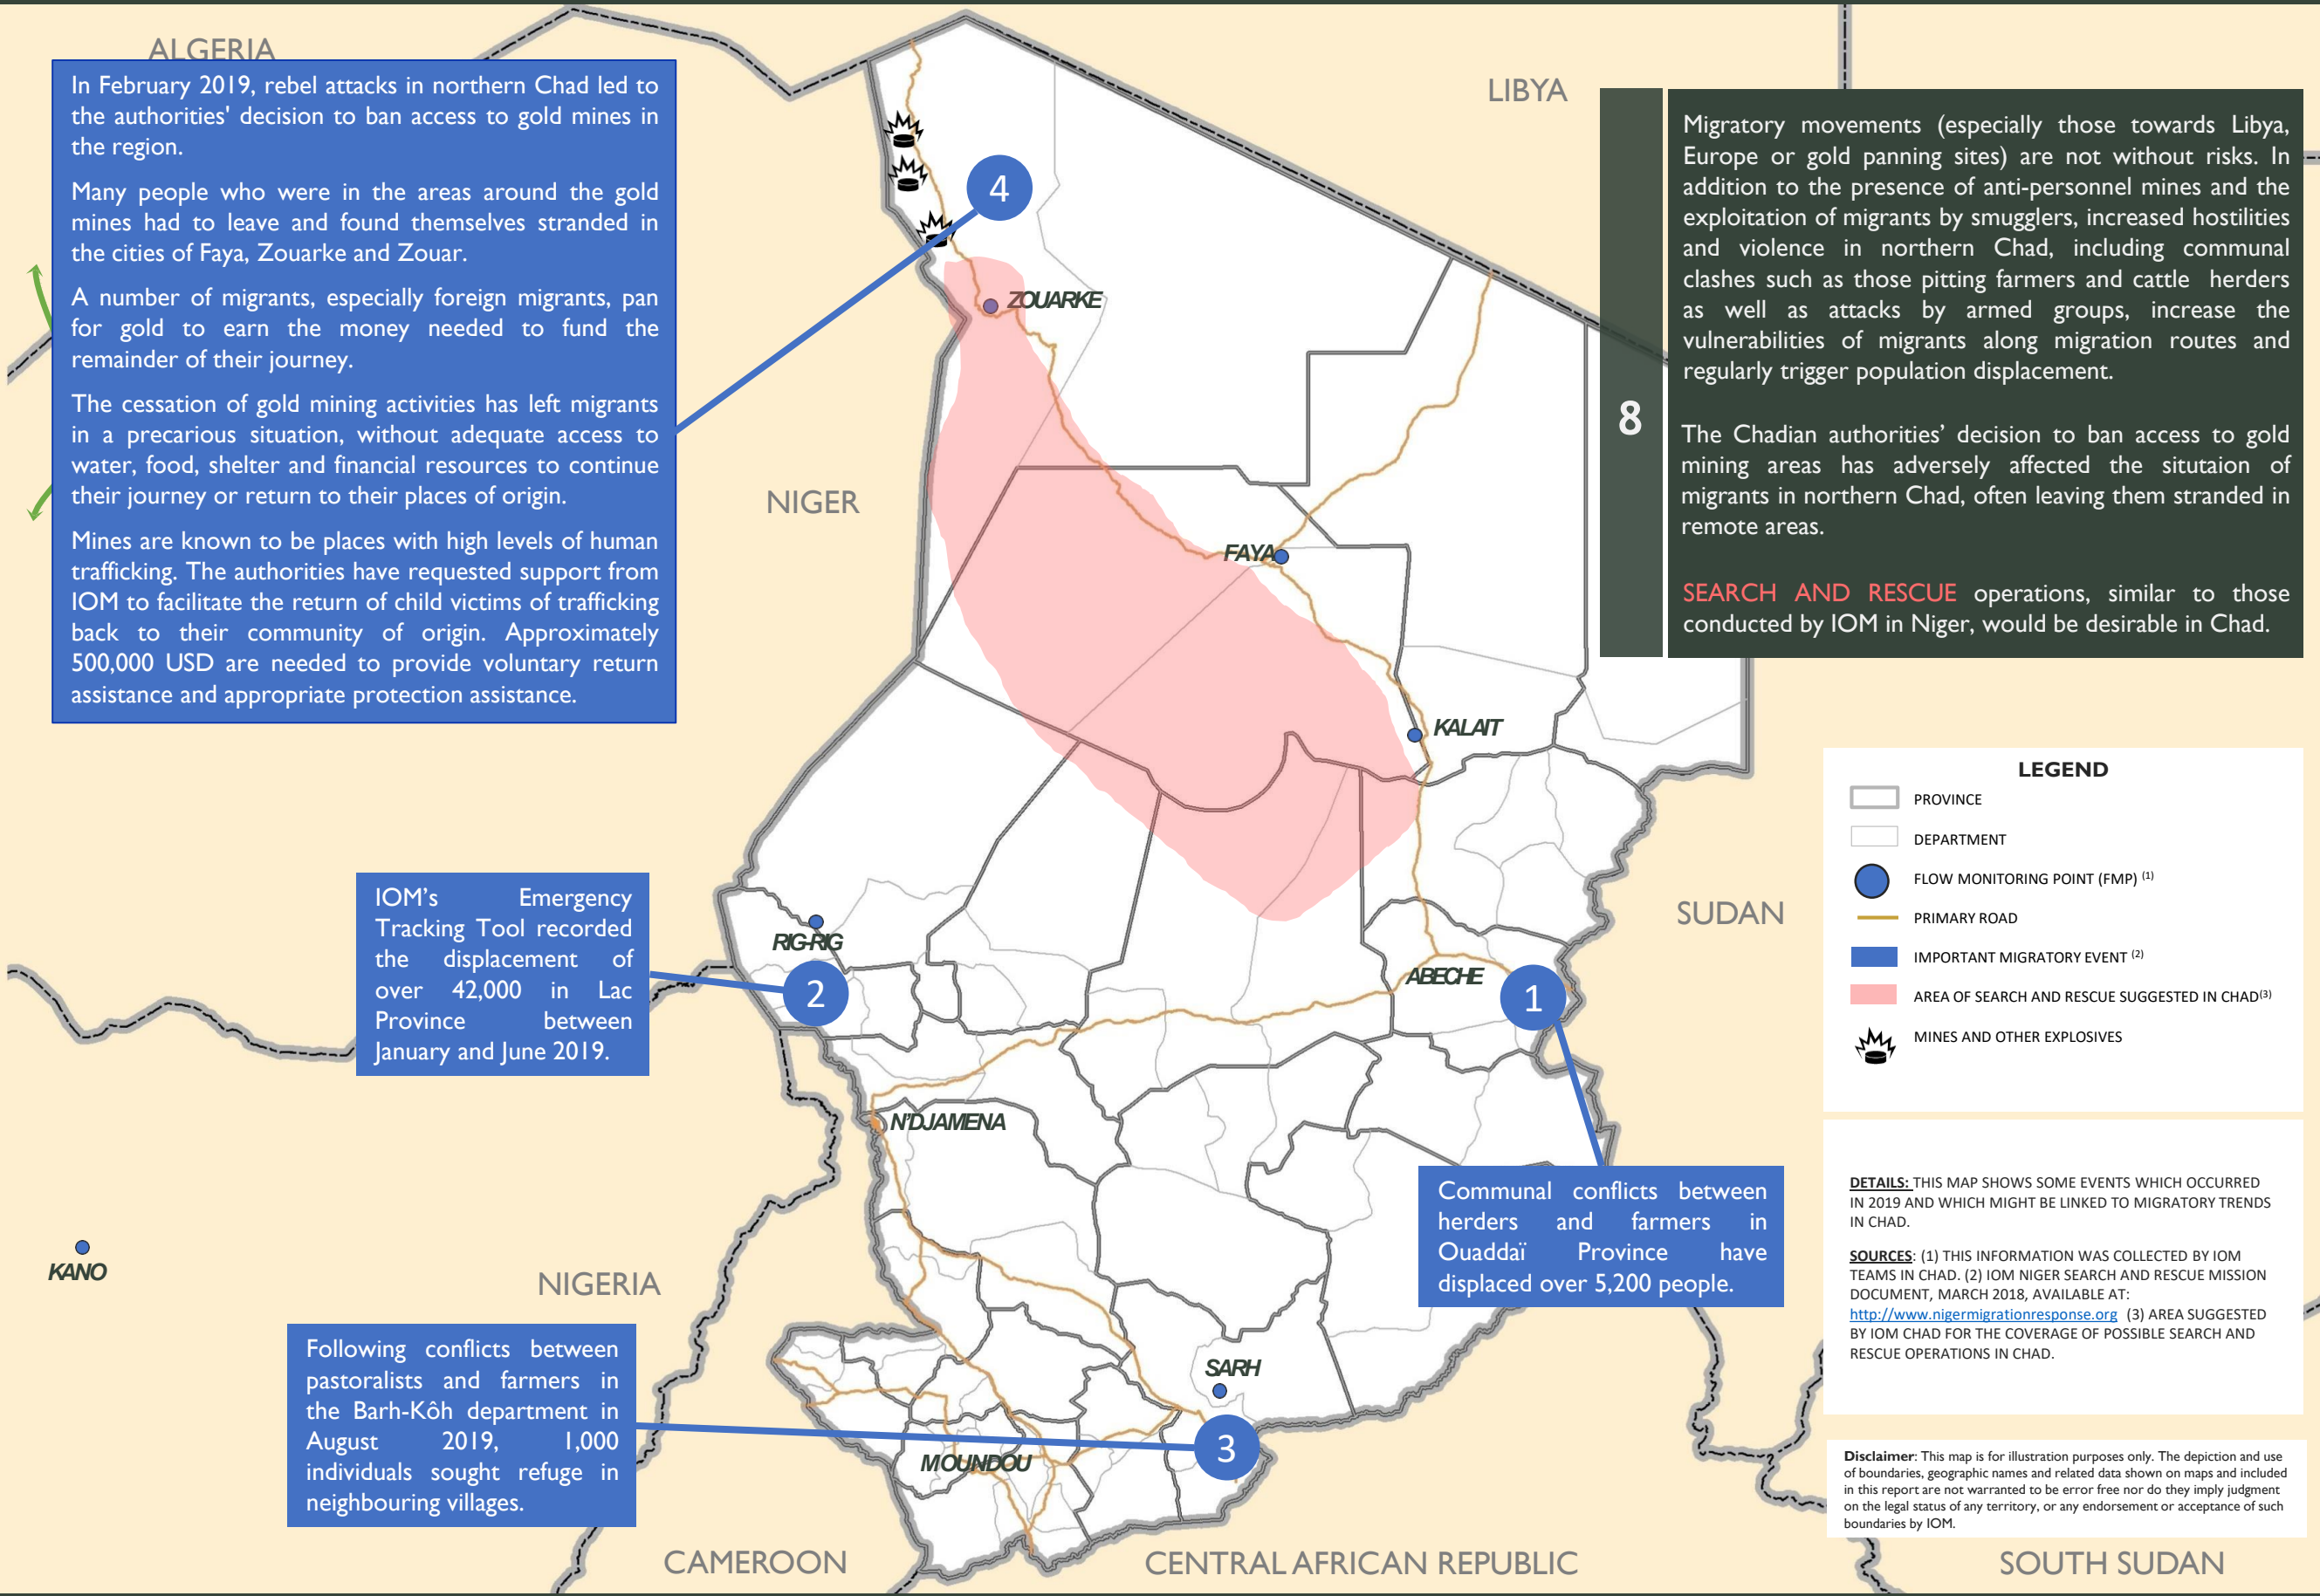 ALGERIA
LIBYA
NIGER
SUDAN
NIGERIA
CAMEROON
CENTRAL AFRICAN REPUBLIC
SOUTH SUDAN
In February 2019, rebel attacks in northern Chad led to
the authorities' decision to ban access to gold mines in
the region.
Many people who were in the areas around the gold
mines had to leave and found themselves stranded in
the cities of Faya, Zouarke and Zouar.
A number of migrants, especially foreign migrants, pan
for gold to earn the money needed to fund the
remainder of their journey.
The cessation of gold mining activities has left migrants
in a precarious situation, without adequate access to
water, food, shelter and financial resources to continue
their journey or return to their places of origin.
Mines are known to be places with high levels of human
trafficking. The authorities have requested support from
IOM to facilitate the return of child victims of trafficking
back to their community of origin. Approximately
500,000 USD are needed to provide voluntary return
assistance and appropriate protection assistance.
4
ZOUARKE
FAYA
KALAIT
RIG-RIG
ABECHE
N'DJAMENA
KANO
SARH
MOUNDOU
8
Migratory movements (especially those towards Libya,
Europe or gold panning sites) are not without risks. In
addition to the presence of anti-personnel mines and the
exploitation of migrants by smugglers, increased hostilities
and violence in northern Chad, including communal
clashes such as those pitting farmers and cattle herders
as well as attacks by armed groups, increase the
vulnerabilities of migrants along migration routes and
regularly trigger population displacement.
The Chadian authorities’ decision to ban access to gold
mining areas has adversely affected the situtaion of
migrants in northern Chad, often leaving them stranded in
remote areas.
SEARCH AND RESCUE operations, similar to those
conducted by IOM in Niger, would be desirable in Chad.
IOM’s Emergency
Tracking Tool recorded
the displacement of
over 42,000 in Lac
Province between
January and June 2019.
2
1
Communal conflicts between
herders and farmers in
Ouaddaï Province have
displaced over 5,200 people.
Following conflicts between
pastoralists and farmers in
the Barh-Kôh department in
August 2019, 1,000
individuals sought refuge in
neighbouring villages.
3
LEGEND
PROVINCE
DEPARTMENT
FLOW MONITORING POINT (FMP) (1)
PRIMARY ROAD
IMPORTANT MIGRATORY EVENT (2)
AREA OF SEARCH AND RESCUE SUGGESTED IN CHAD(3)
MINES AND OTHER EXPLOSIVES
DETAILS: THIS MAP SHOWS SOME EVENTS WHICH OCCURRED
IN 2019 AND WHICH MIGHT BE LINKED TO MIGRATORY TRENDS
IN CHAD.
SOURCES: (1) THIS INFORMATION WAS COLLECTED BY IOM
TEAMS IN CHAD. (2) IOM NIGER SEARCH AND RESCUE MISSION
DOCUMENT, MARCH 2018, AVAILABLE AT:
http://www.nigermigrationresponse.org (3) AREA SUGGESTED
BY IOM CHAD FOR THE COVERAGE OF POSSIBLE SEARCH AND
RESCUE OPERATIONS IN CHAD.
Disclaimer: This map is for illustration purposes only. The depiction and use
of boundaries, geographic names and related data shown on maps and included
in this report are not warranted to be error free nor do they imply judgment
on the legal status of any territory, or any endorsement or acceptance of such
boundaries by IOM.